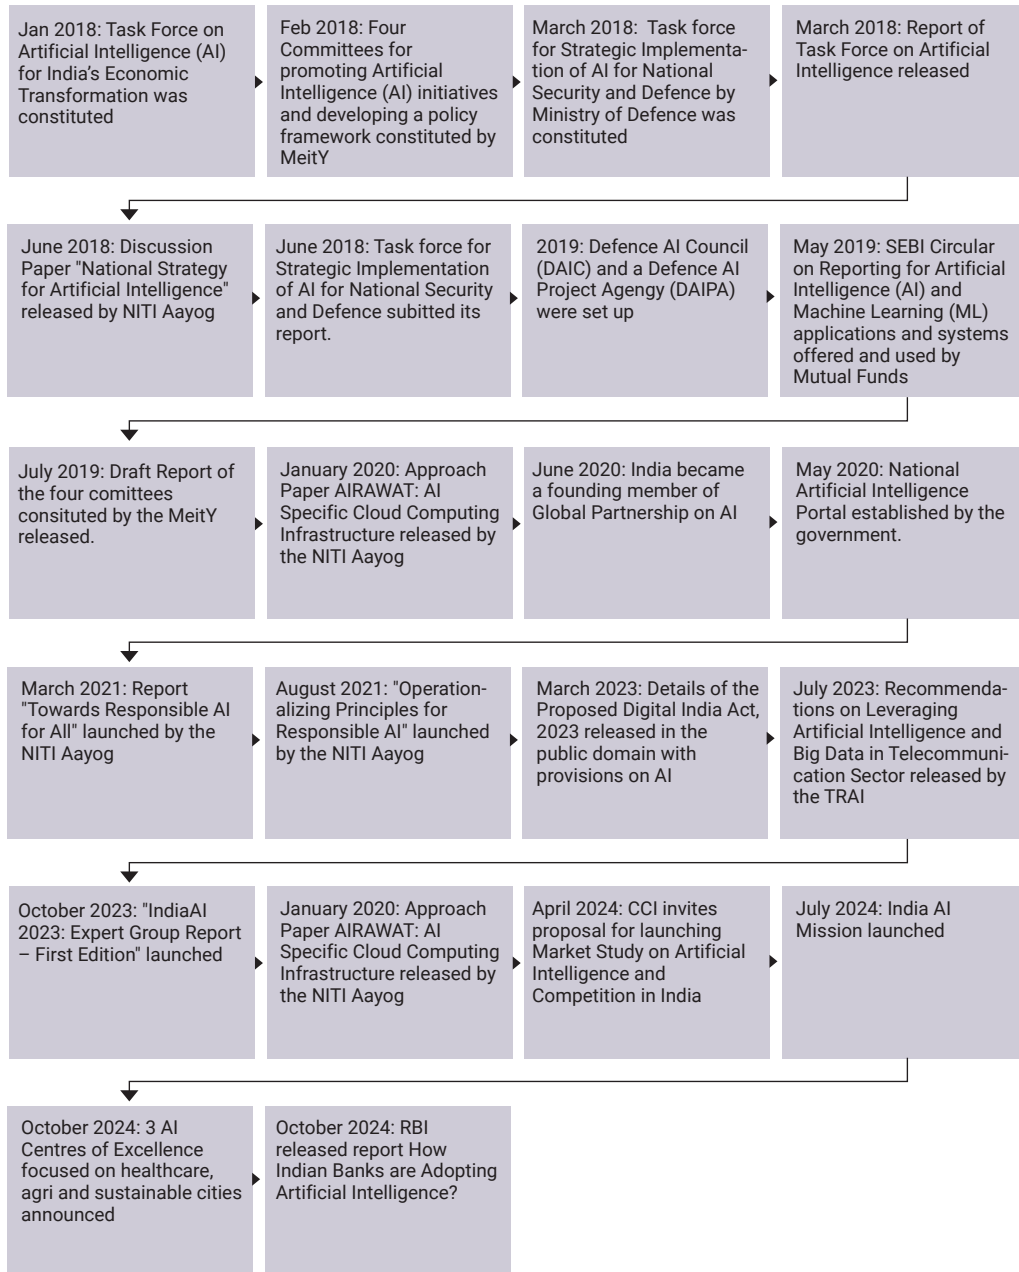 Jan 2018: Task Force on
Artificial Intelligence (AI)
for India's Economic
Transformation was
constituted
Feb 2018: Four
Committees for
promoting Artificial
Intelligence (AI) initiatives
and developing a policy
framework constituted by
MeitY
March 2018:  Task force
for Strategic Implementa-
tion of AI for National
Security and Defence by
Ministry of Defence was
constituted
March 2018: Report of
Task Force on Artificial
Intelligence released
June 2018: Discussion
Paper "National Strategy
for Artificial Intelligence"
released by NITI Aayog
June 2018: Task force for
Strategic Implementation
of AI for National Security
and Defence subitted its
report.
2019: Defence AI Council
(DAIC) and a Defence AI
Project Agengy (DAIPA)
were set up
May 2019: SEBI Circular
on Reporting for Artificial
Intelligence (AI) and
Machine Learning (ML)
applications and systems
offered and used by
Mutual Funds
July 2019: Draft Report of
the four comittees
consituted by the MeitY
released.
January 2020: Approach
Paper AIRAWAT: AI
Specific Cloud Computing
Infrastructure released by
the NITI Aayog
June 2020: India became
a founding member of
Global Partnership on AI
May 2020: National
Artificial Intelligence
Portal established by the
government.
March 2021: Report
"Towards Responsible AI
for All" launched by the
NITI Aayog
August 2021: "Operation-
alizing Principles for
Responsible AI" launched
by the NITI Aayog
March 2023: Details of the
Proposed Digital India Act,
2023 released in the
public domain with
provisions on AI
July 2023: Recommenda-
tions on Leveraging
Artificial Intelligence and
Big Data in Telecommuni-
cation Sector released by
the TRAI
October 2023: "IndiaAI
2023: Expert Group Report
– First Edition" launched
January 2020: Approach
Paper AIRAWAT: AI
Specific Cloud Computing
Infrastructure released by
the NITI Aayog
April 2024: CCI invites
proposal for launching
Market Study on Artificial
Intelligence and
Competition in India
July 2024: India AI
Mission launched
October 2024: 3 AI
Centres of Excellence
focused on healthcare,
agri and sustainable cities
announced
October 2024: RBI
released report How
Indian Banks are Adopting
Artificial Intelligence?